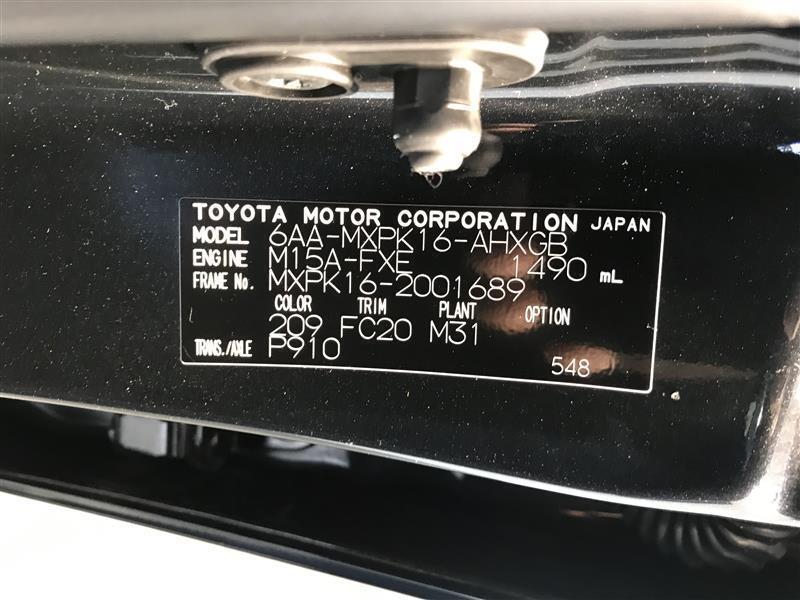 TOYOTA MOTOR CORPORATION JAPAN
MODEL 6AA-MXPK16-AHXGB
ENGINE M15A-FXE 1490 mL
FRAME No. MXPK16-2001689
COLOR TRIM PLANT OPTION
209 FC20 M31
TRANS./AXLE P910
548